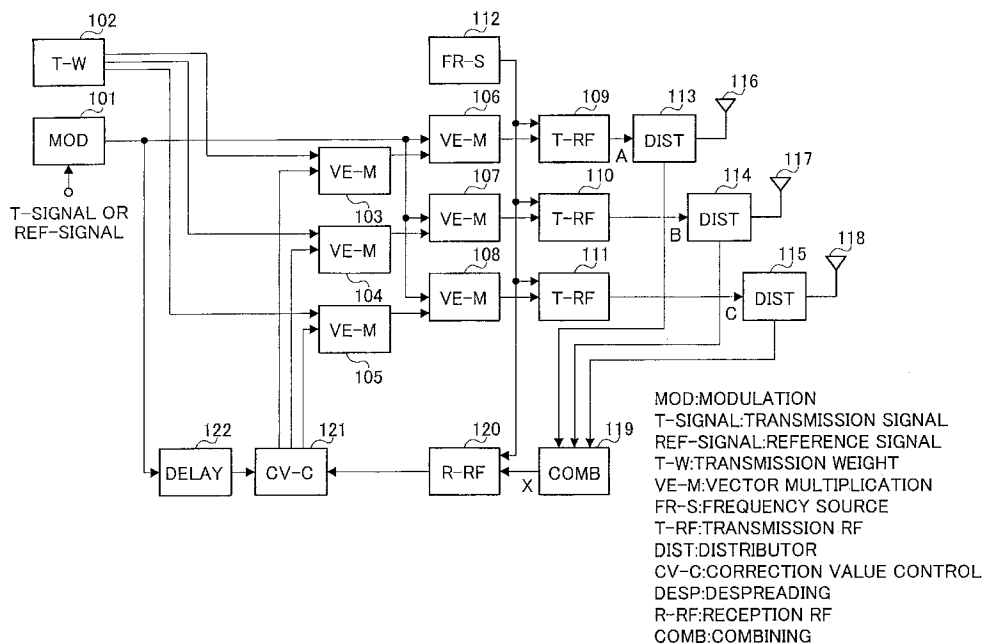 102
T-W
101
MOD
T-SIGNAL OR
REF-SIGNAL
112
FR-S
106
VE-M
109
T-RF
A
113
DIST
116
VE-M
103
107
VE-M
110
T-RF
B
114
DIST
117
VE-M
104
108
VE-M
111
T-RF
C
115
DIST
118
VE-M
105
122
DELAY
121
CV-C
120
R-RF
X
119
COMB
MOD:MODULATION
T-SIGNAL:TRANSMISSION SIGNAL
REF-SIGNAL:REFERENCE SIGNAL
T-W:TRANSMISSION WEIGHT
VE-M:VECTOR MULTIPLICATION
FR-S:FREQUENCY SOURCE
T-RF:TRANSMISSION RF
DIST:DISTRIBUTOR
CV-C:CORRECTION VALUE CONTROL
DESP:DESPREADING
R-RF:RECEPTION RF
COMB:COMBINING